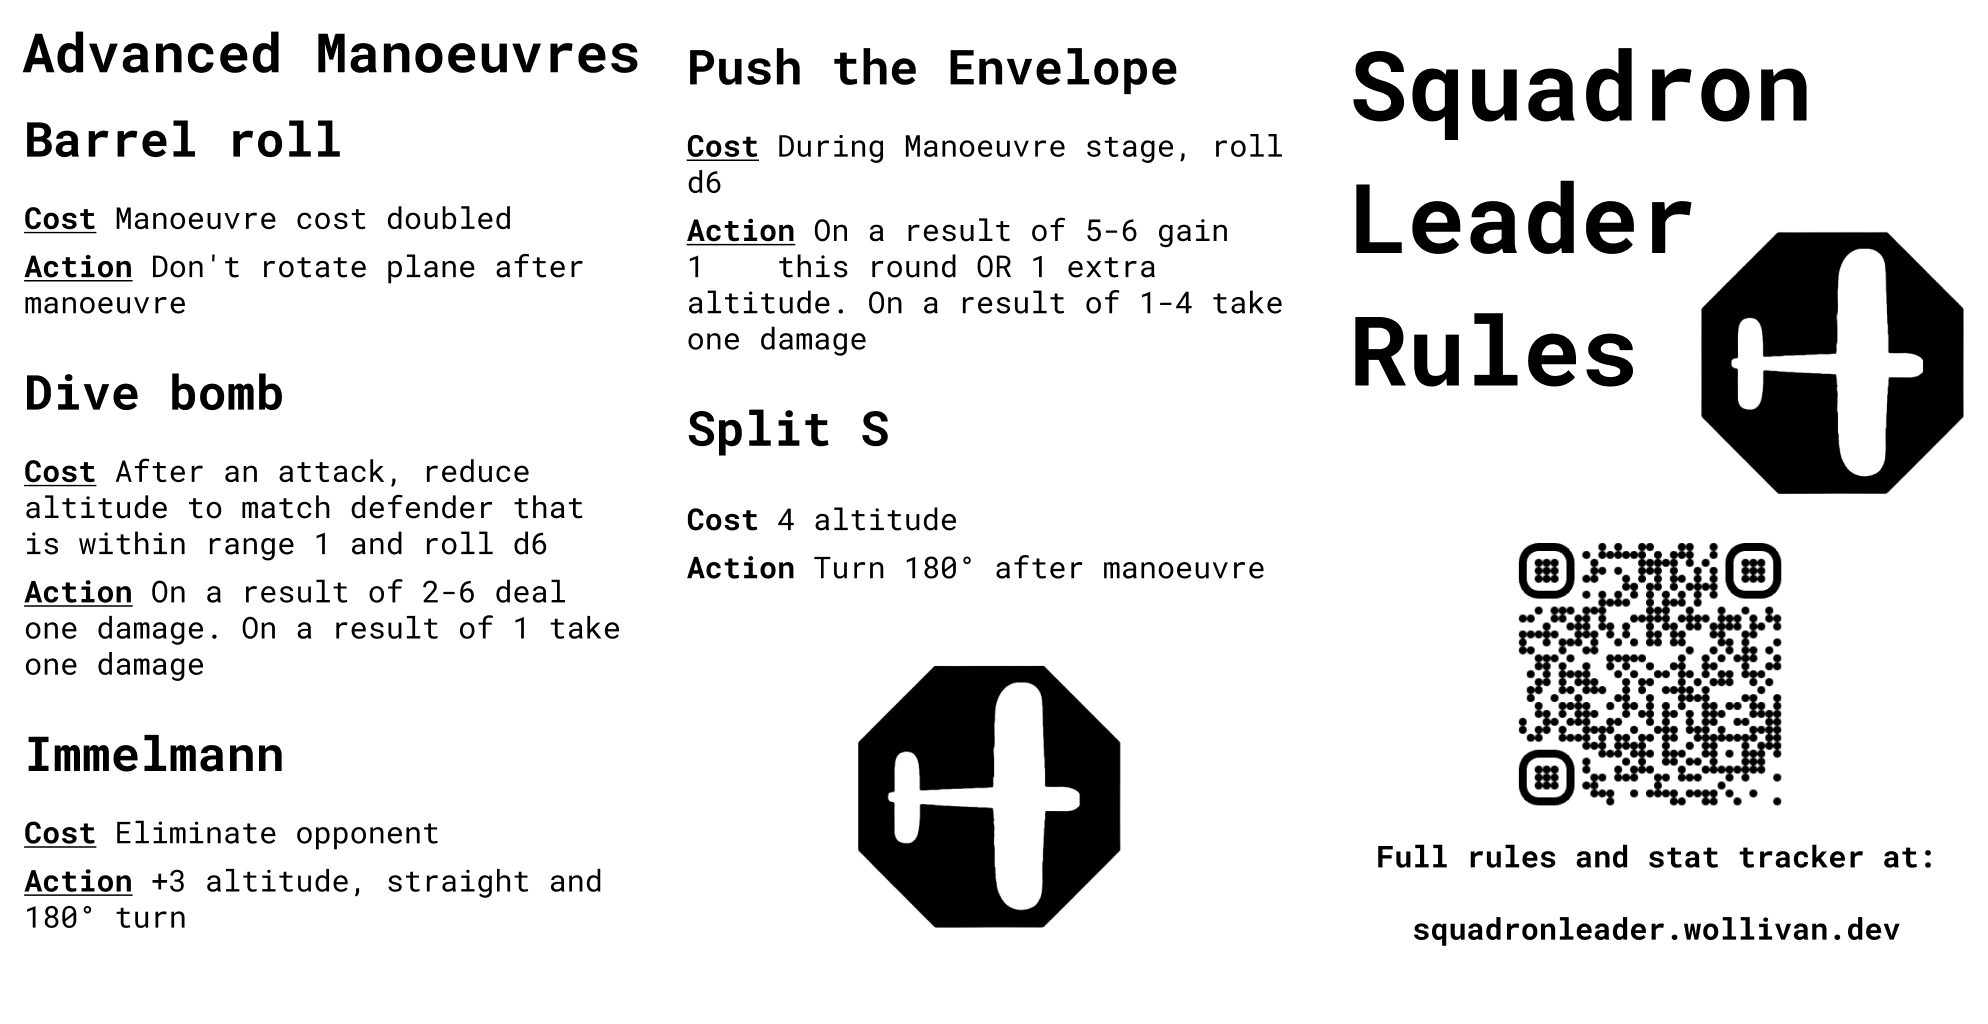 Advanced Manoeuvres
Barrel roll
Cost Manoeuvre cost doubled
Action Don't rotate plane after
manoeuvre
Dive bomb
Cost After an attack, reduce
altitude to match defender that
is within range 1 and roll d6
Action On a result of 2-6 deal
one damage. On a result of 1 take
one damage
Immelmann
Cost Eliminate opponent
Action +3 altitude, straight and
180° turn
Push the Envelope
Cost During Manoeuvre stage, roll
d6
Action On a result of 5-6 gain
1 this round OR 1 extra
altitude. On a result of 1-4 take
one damage
Split S
Cost 4 altitude
Action Turn 180° after manoeuvre
Squadron
Leader
Rules
Full rules and stat tracker at:
squadronleader.wollivan.dev